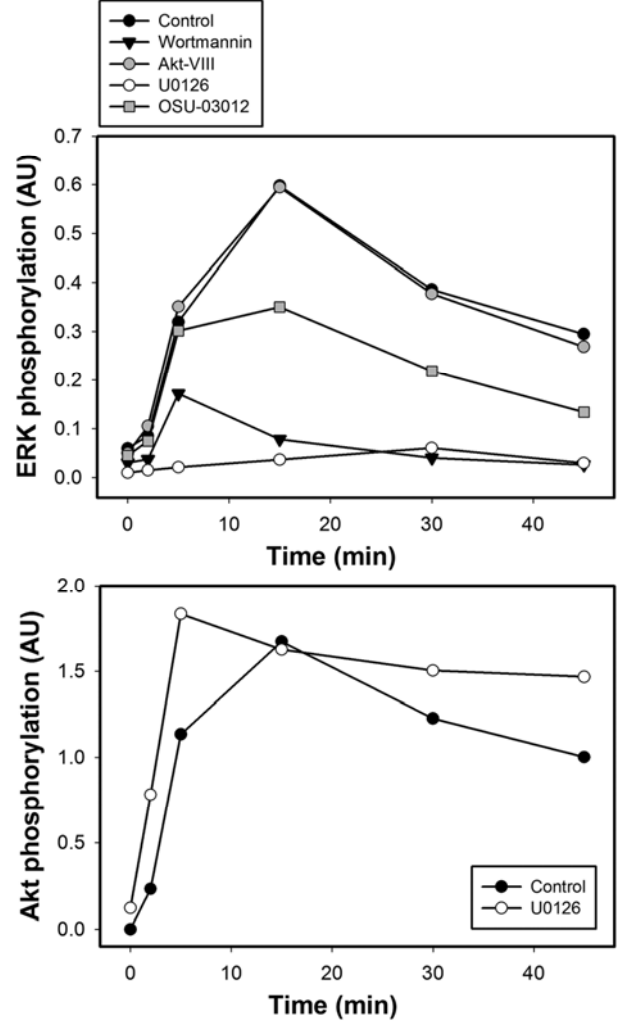 Control
Wortmannin
Akt-VIII
U0126
OSU-03012
0.7
0.6
0.5
0.4
0.3
0.2
0.1
0.0
ERK phosphorylation (AU)
0 10 20 30 40
Time (min)
2.0
1.5
1.0
0.5
0.0
Akt phosphorylation (AU)
Control
U0126
0 10 20 30 40
Time (min)